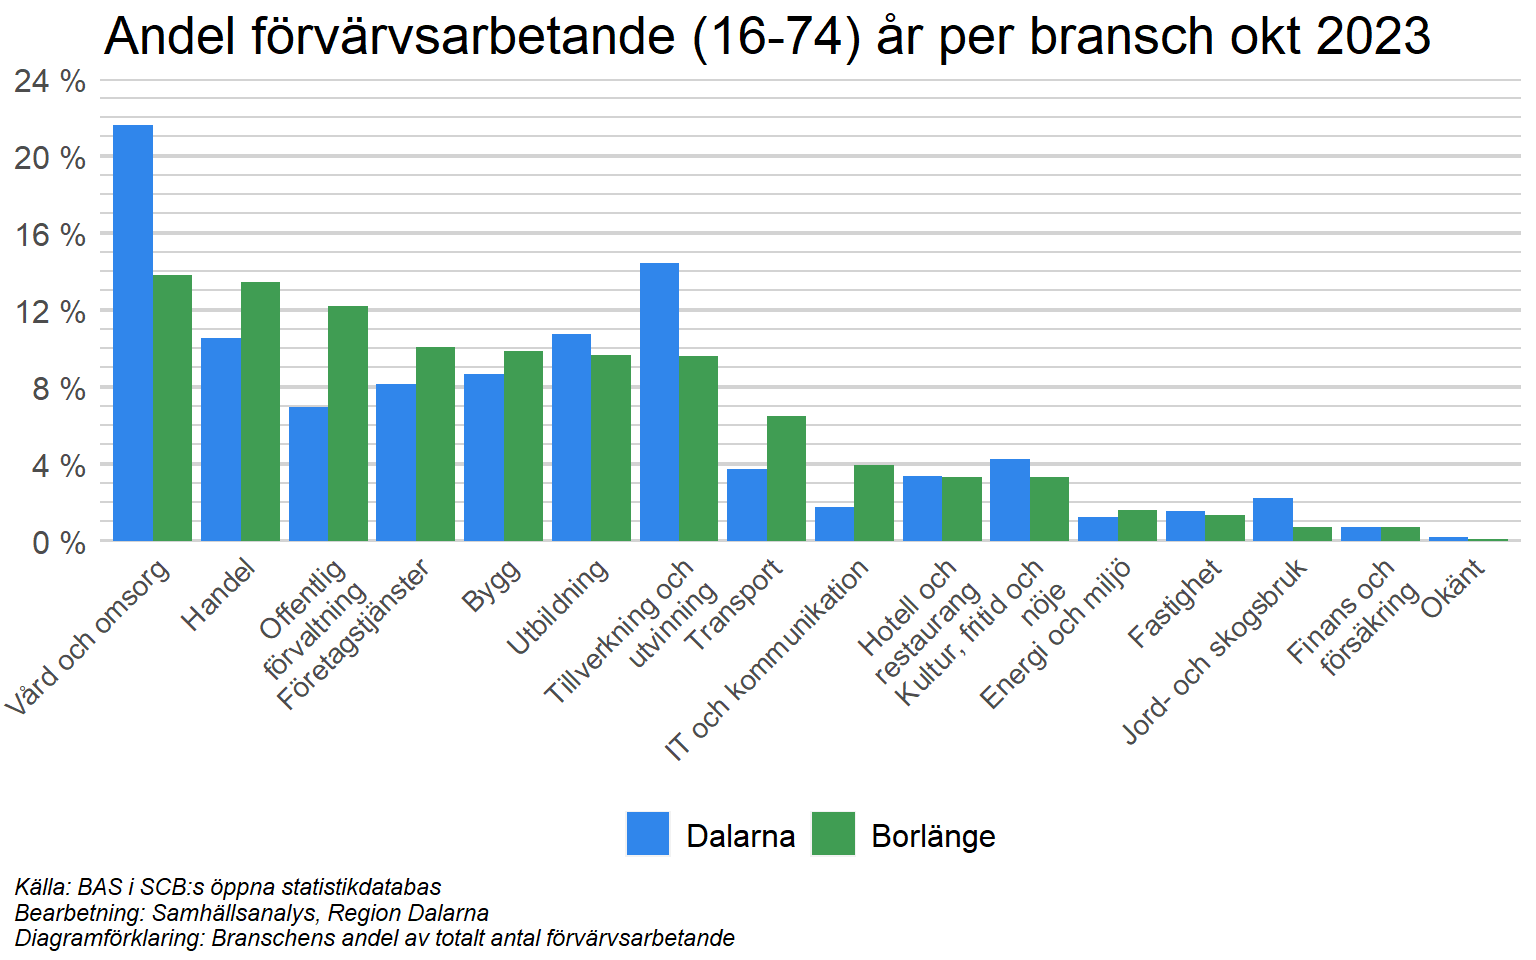 Andel förvärvsarbetande (16-74) år per bransch okt 2023
24 %
20 %
16 %
12 %
8 %
4 %
0 %
Vård och omsorg
Handel
Offentlig
förvaltning
Företagstjänster
Bygg
Utbildning
Tillverkning och
utvinning
Transport
IT och kommunikation
Hotell och
restaurang
Kultur, fritid och
nöje
Energi och miljö
Fastighet
Jord- och skogsbruk
Finans och
försäkring
Okänt
Dalarna
Borlänge
Källa: BAS i SCB:s öppna statistikdatabas
Bearbetning: Samhällsanalys, Region Dalarna
Diagramförklaring: Branschens andel av totalt antal förvärvsarbetande